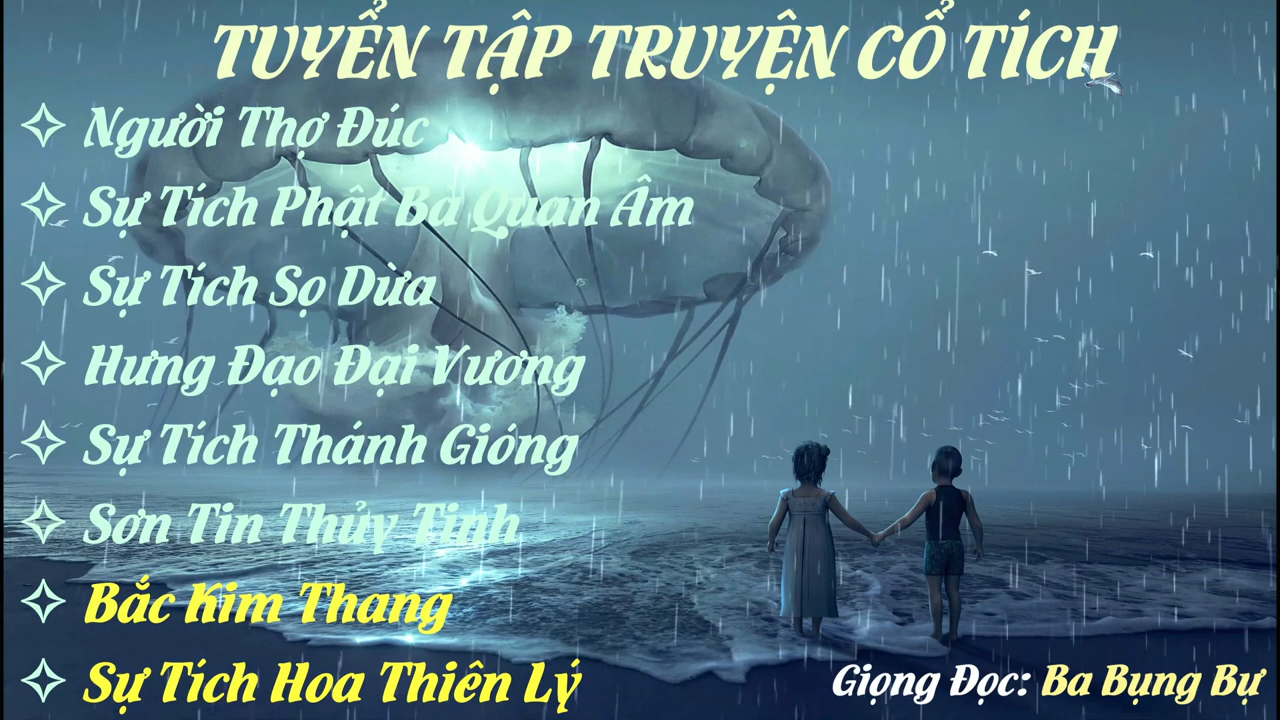 TUYỂN TẬP TRUYỆN CỔ TÍCH
Người Thợ Đúc
Sự Tích Phật Bà Quan Âm
Sự Tích Sọ Dừa
Hưng Đạo Đại Vương
Sự Tích Thánh Gióng
Sơn Tin Thủy Tinh
Bắc Kim Thang
Sự Tích Hoa Thiên Lý
Giọng Đọc: Ba Bụng Bự